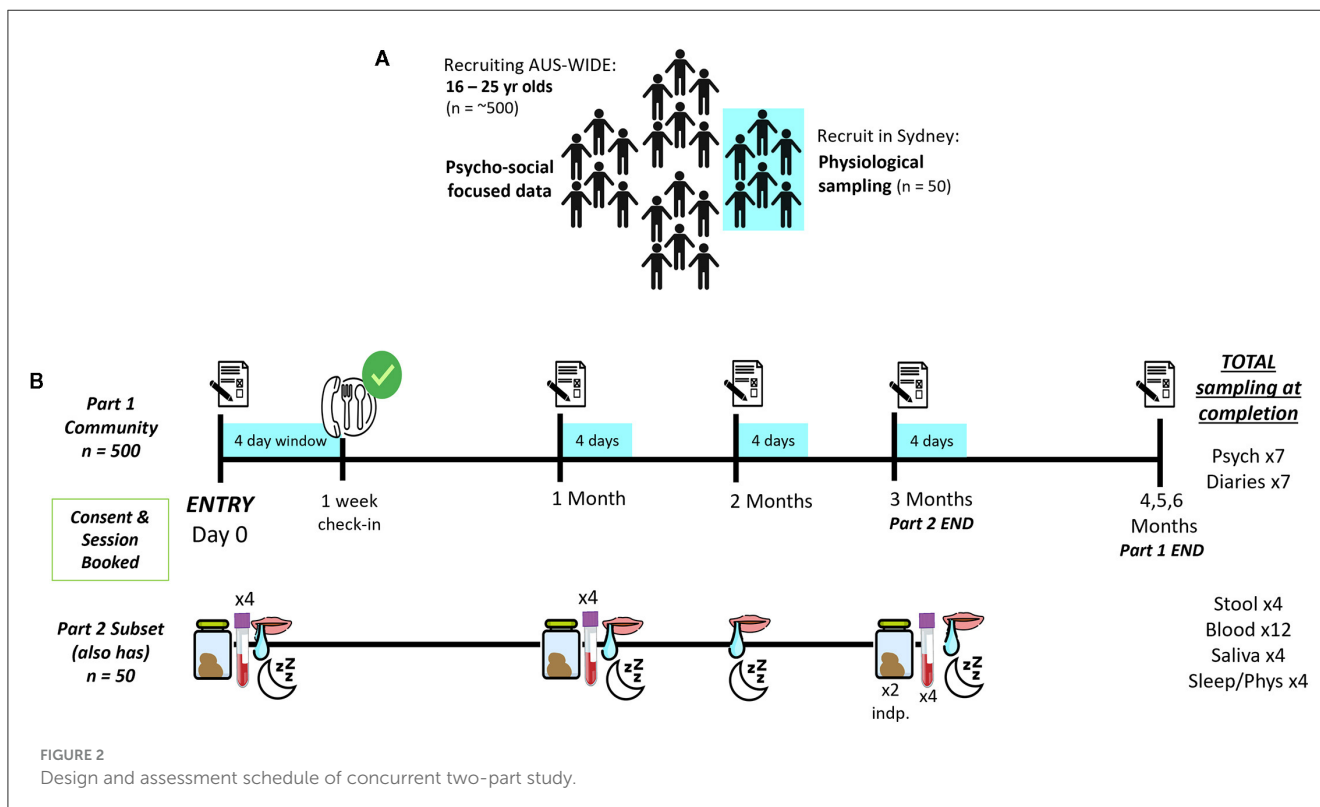 A
Recruiting AUS-WIDE:
16 – 25 yr olds
(n = ~500)
Psycho-social
focused data
Recruit in Sydney:
Physiological
sampling (n = 50)
B
Part 1
Community
n = 500
4 day window
4 days
4 days
4 days
TOTAL
sampling at
completion
Psych x7
Diaries x7
Consent &
Session
Booked
ENTRY
Day 0
1 week
check-in
1 Month
2 Months
3 Months
Part 2 END
4,5,6
Months
Part 1 END
Part 2 Subset
(also has)
n = 50
x4
zzZ
x4
zzZ
zzZ
x2
indp.
x4
zzZ
Stool x4
Blood x12
Saliva x4
Sleep/Phys x4
FIGURE 2
Design and assessment schedule of concurrent two-part study.